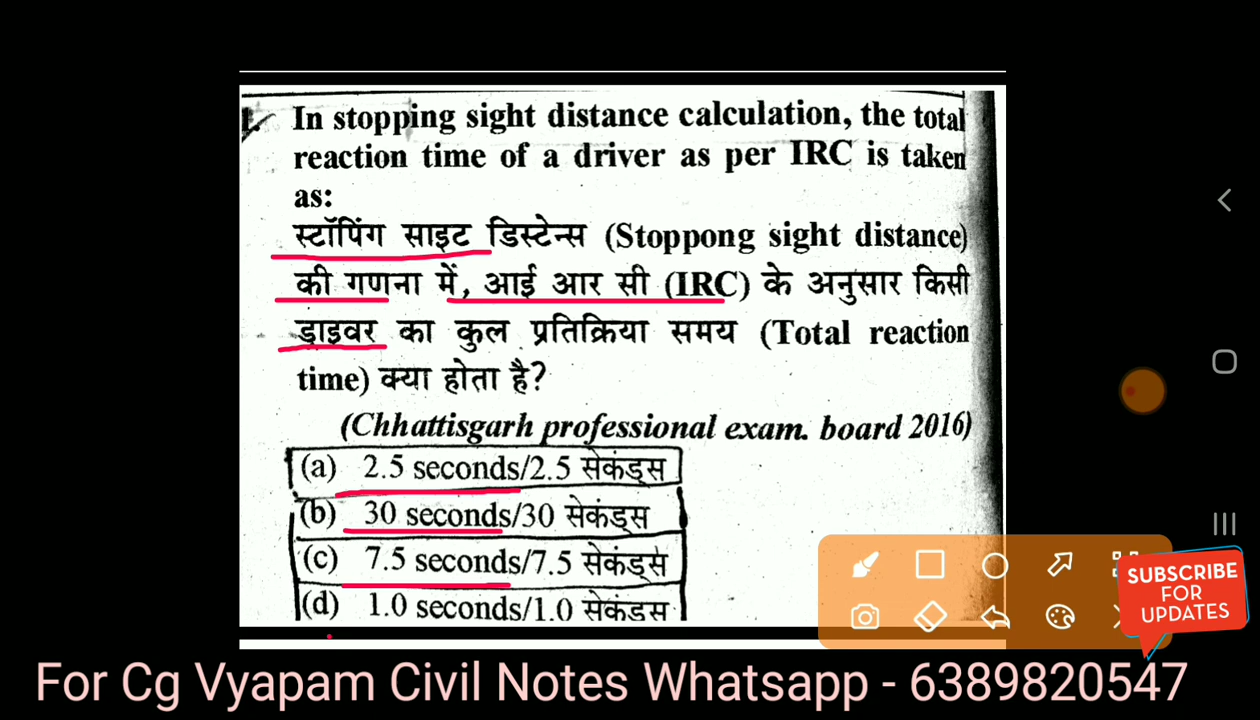 1. In stopping sight distance calculation, the total
reaction time of a driver as per IRC is taken
as:
स्टॉपिंग साइट डिस्टेन्स (Stoppong sight distance)
की गणना में, आई आर सी (IRC) के अनुसार किसी
ड्राइवर का कुल प्रतिक्रिया समय (Total reaction
time) क्या होता है?
(Chhattisgarh professional exam. board 2016)
(a) 2.5 seconds/2.5 सेकंड्स
(b) 30 seconds/30 सेकंड्स
(c) 7.5 seconds/7.5 सेकंड्स
(d) 1.0 seconds/1.0 सेकंड्स
SUBSCRIBE
FOR
UPDATES
For Cg Vyapam Civil Notes Whatsapp - 6389820547